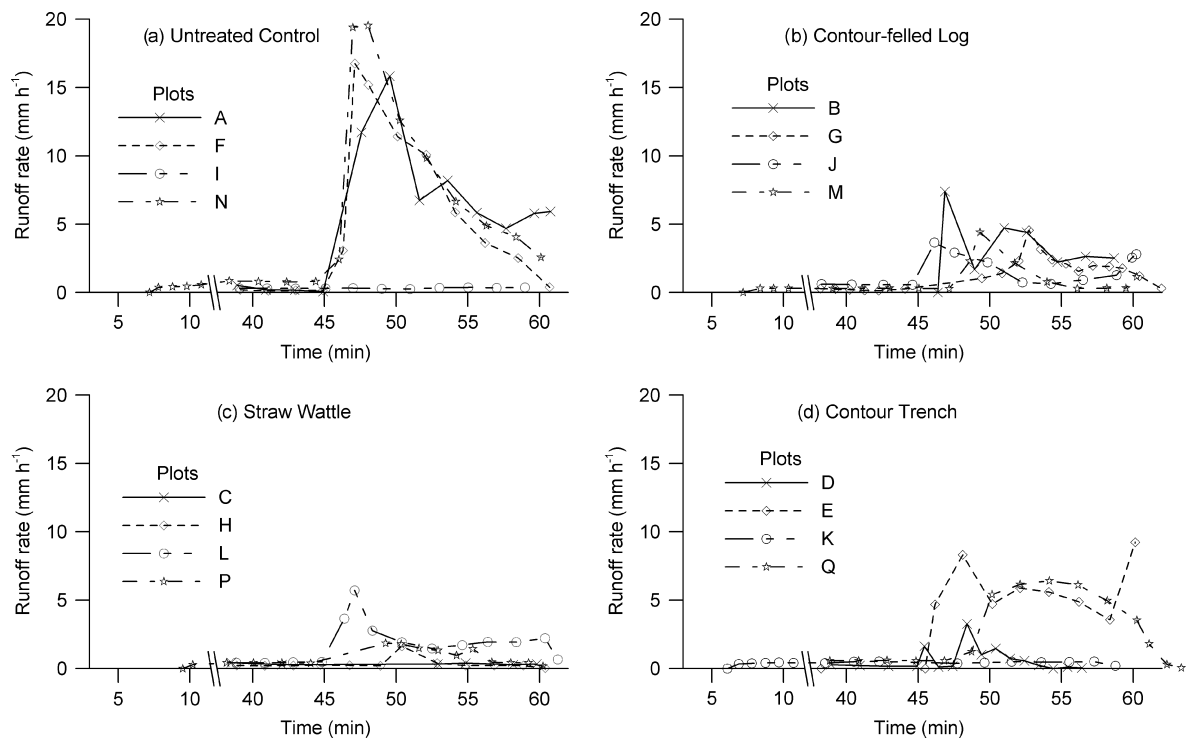 (a) Untreated Control
Plots
A
F
I
N
Runoff rate (mm h-1)
20
15
10
5
0
5 10 40 45 50 55 60
Time (min)
(b) Contour-felled Log
Plots
B
G
J
M
Runoff rate (mm h-1)
20
15
10
5
0
5 10 40 45 50 55 60
Time (min)
(c) Straw Wattle
Plots
C
H
L
P
Runoff rate (mm h-1)
20
15
10
5
0
5 10 40 45 50 55 60
Time (min)
(d) Contour Trench
Plots
D
E
K
Q
Runoff rate (mm h-1)
20
15
10
5
0
5 10 40 45 50 55 60
Time (min)